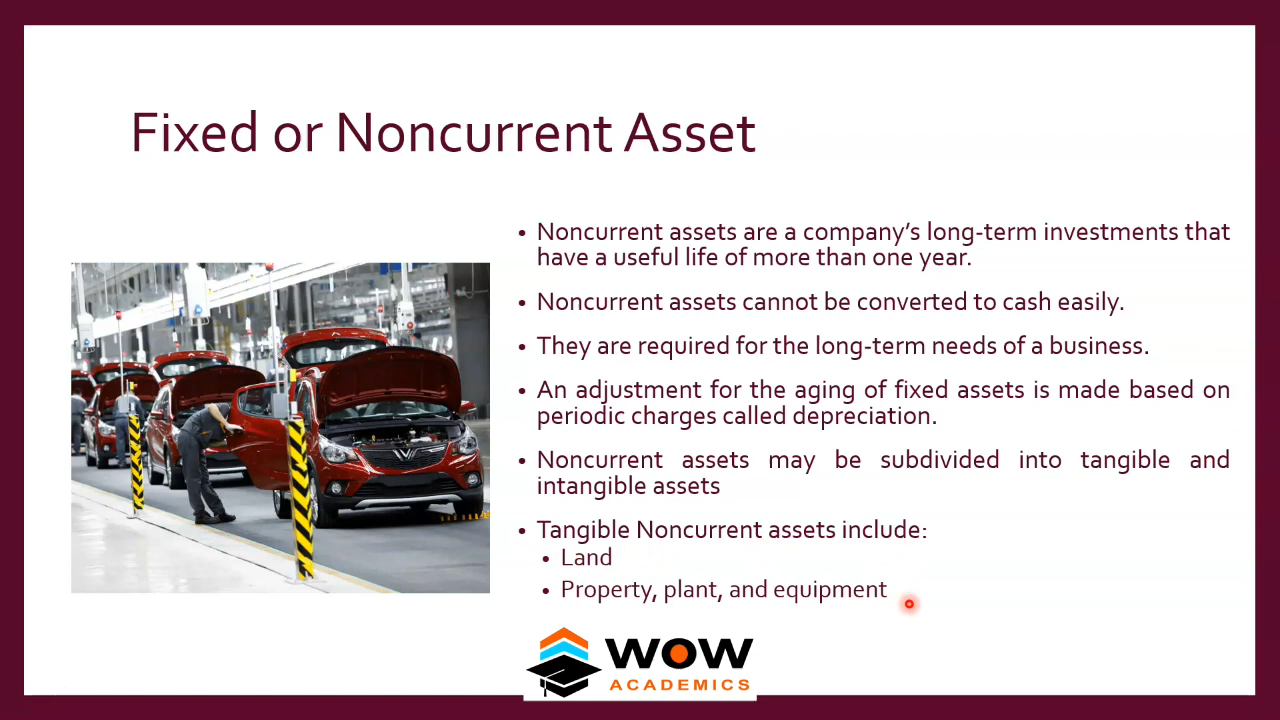 Fixed or Noncurrent Asset
• Noncurrent assets are a company’s long-term investments that
have a useful life of more than one year.
• Noncurrent assets cannot be converted to cash easily.
• They are required for the long-term needs of a business.
• An adjustment for the aging of fixed assets is made based on
periodic charges called depreciation.
• Noncurrent assets may be subdivided into tangible and
intangible assets
• Tangible Noncurrent assets include:
• Land
• Property, plant, and equipment
WOW
ACADEMICS